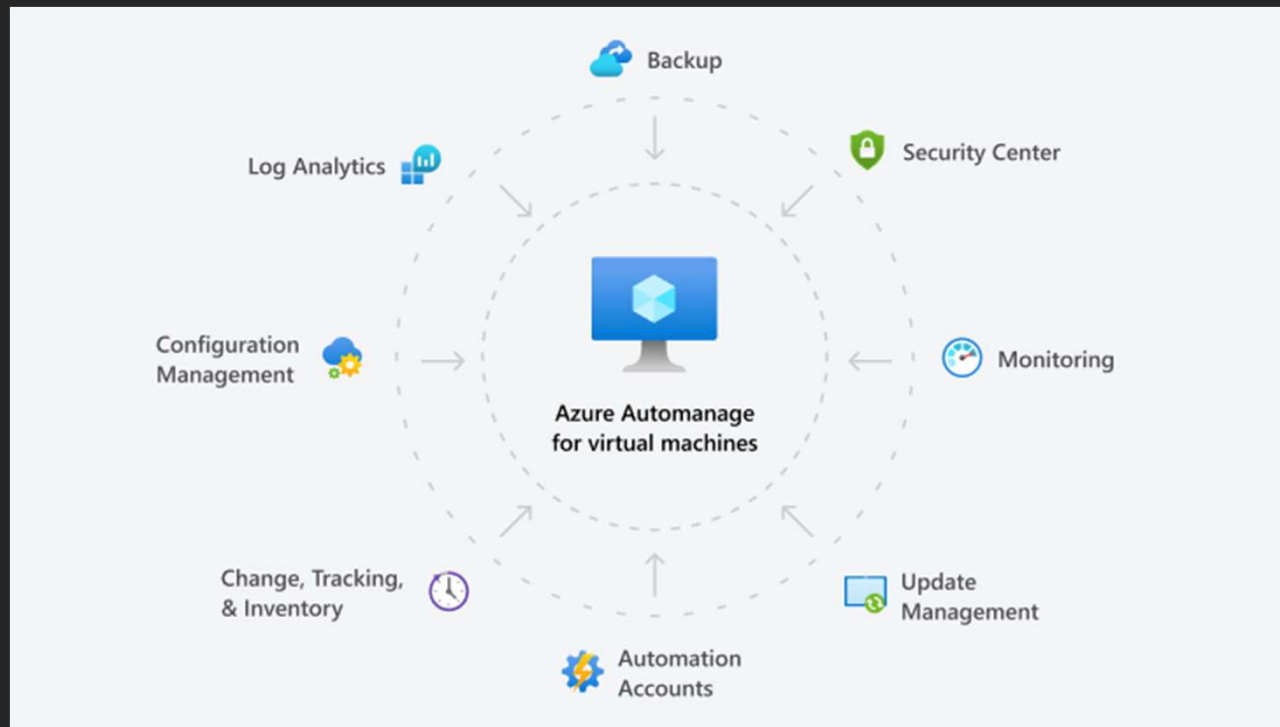 Backup
Security Center
Log Analytics
Configuration
Management
Monitoring
Azure Automanage
for virtual machines
Change, Tracking,
& Inventory
Update
Management
Automation
Accounts